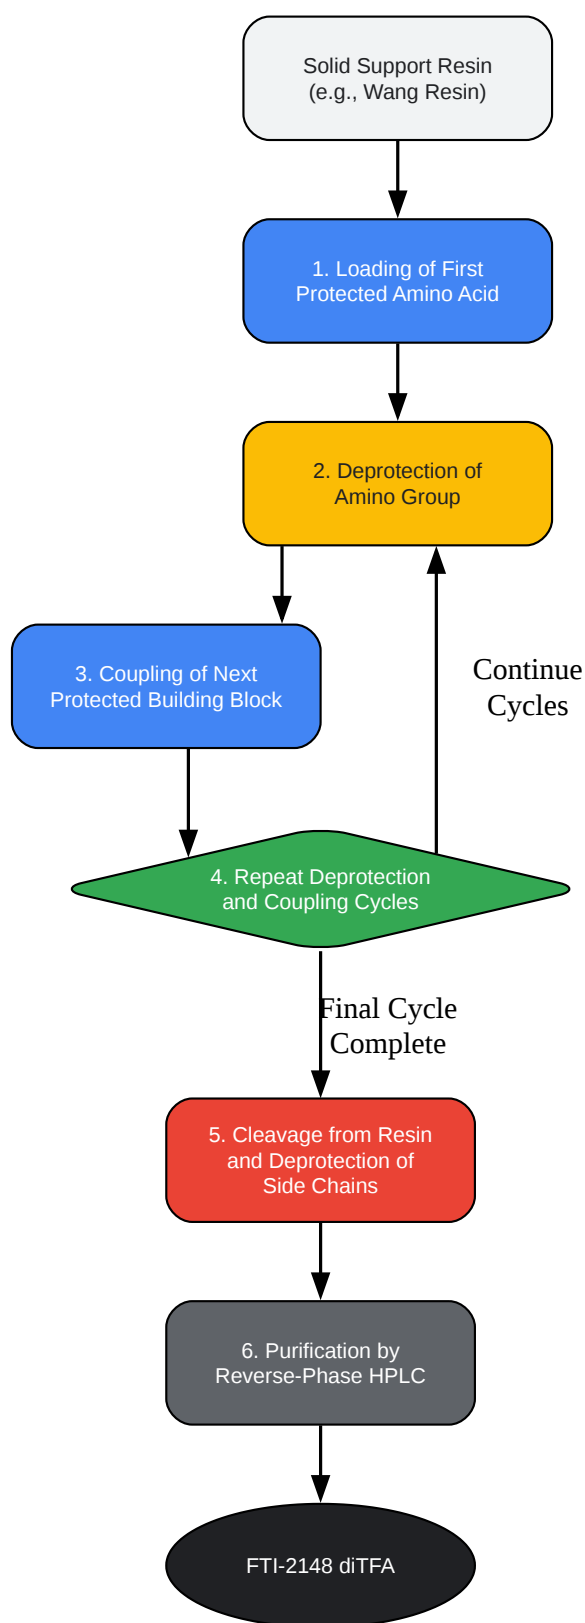 Solid Support Resin
(e.g., Wang Resin)
1. Loading of First
Protected Amino Acid
2. Deprotection of
Amino Group
3. Coupling of Next
Protected Building Block
Continue
Cycles
4. Repeat Deprotection
and Coupling Cycles
Final Cycle
Complete
5. Cleavage from Resin
and Deprotection of
Side Chains
6. Purification by
Reverse-Phase HPLC
FTI-2148 diTFA